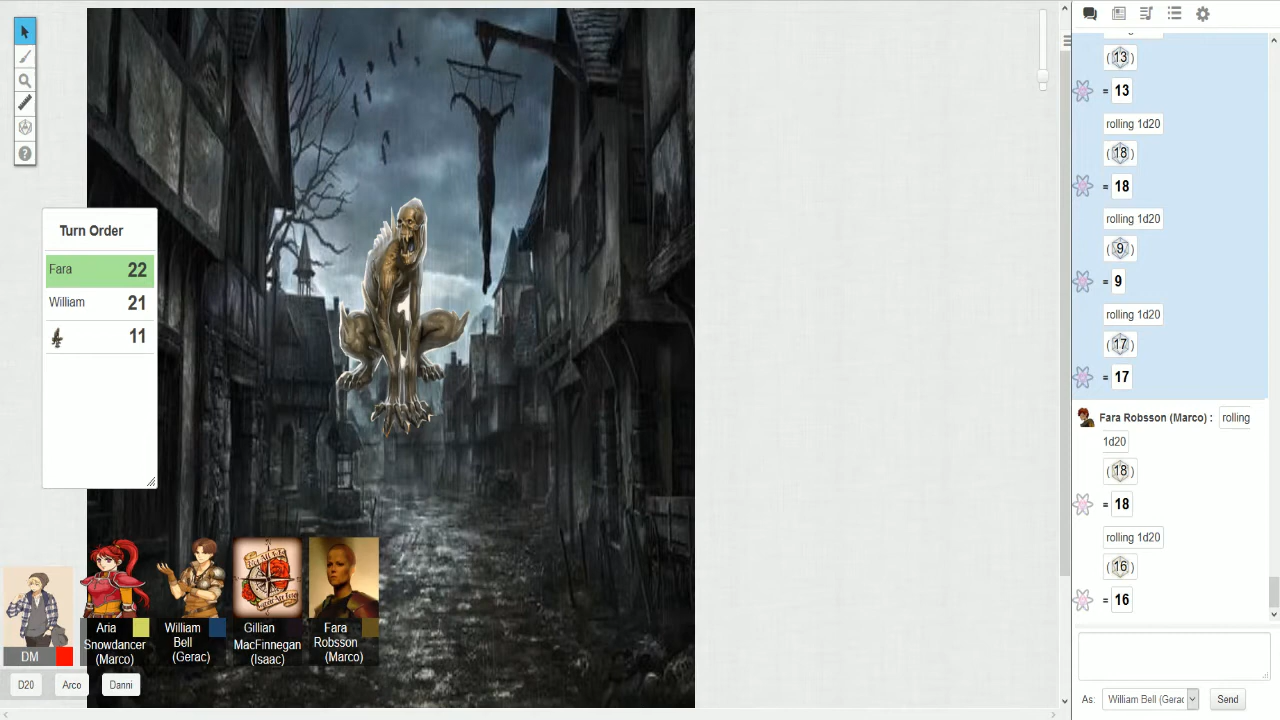 Turn Order
Fara 22
William 21
11
DM
Aria
Snowdancer
(Marco)
William
Bell
(Gerac)
Gillian
MacFinnegan
(Isaac)
Fara
Robsson
(Marco)
D20
Arco
Danni
(13)
= 13
rolling 1d20
(18)
= 18
rolling 1d20
(9)
= 9
rolling 1d20
(17)
= 17
Fara Robsson (Marco) : rolling
1d20
(18)
= 18
rolling 1d20
(16)
= 16
As: William Bell (Gerac
Send